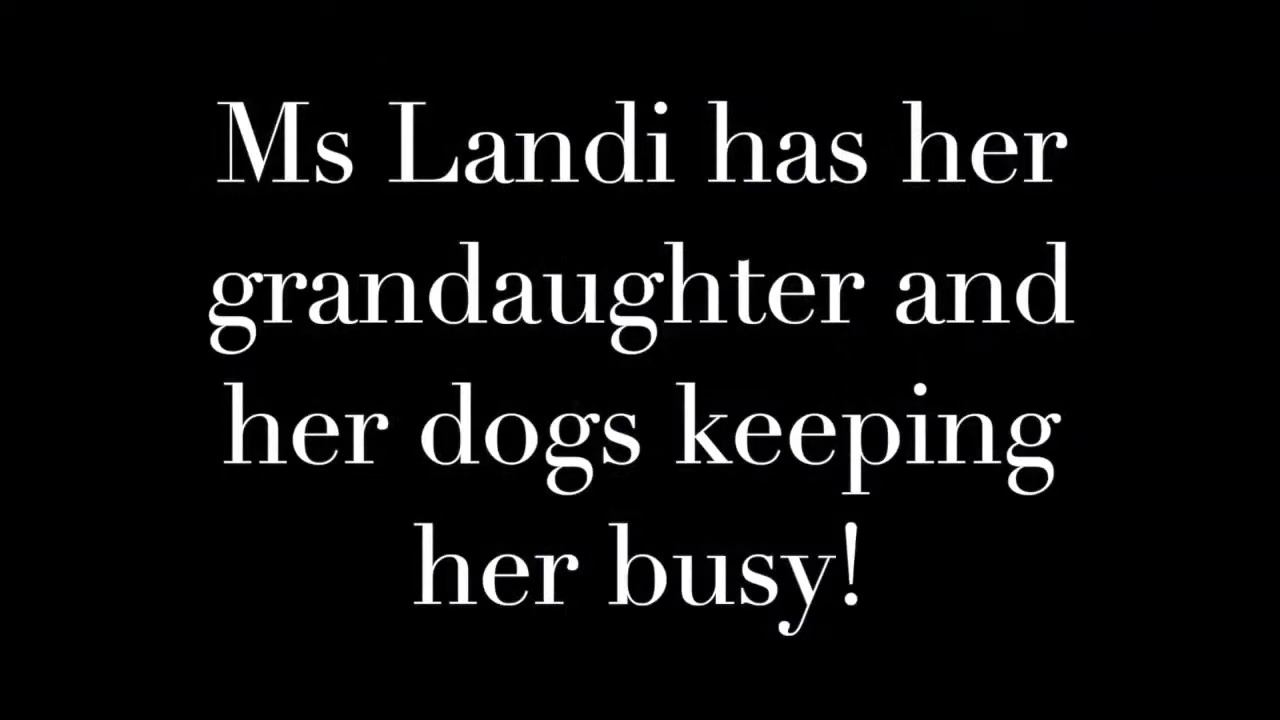 Ms Landi has her
grandaughter and
her dogs keeping
her busy!